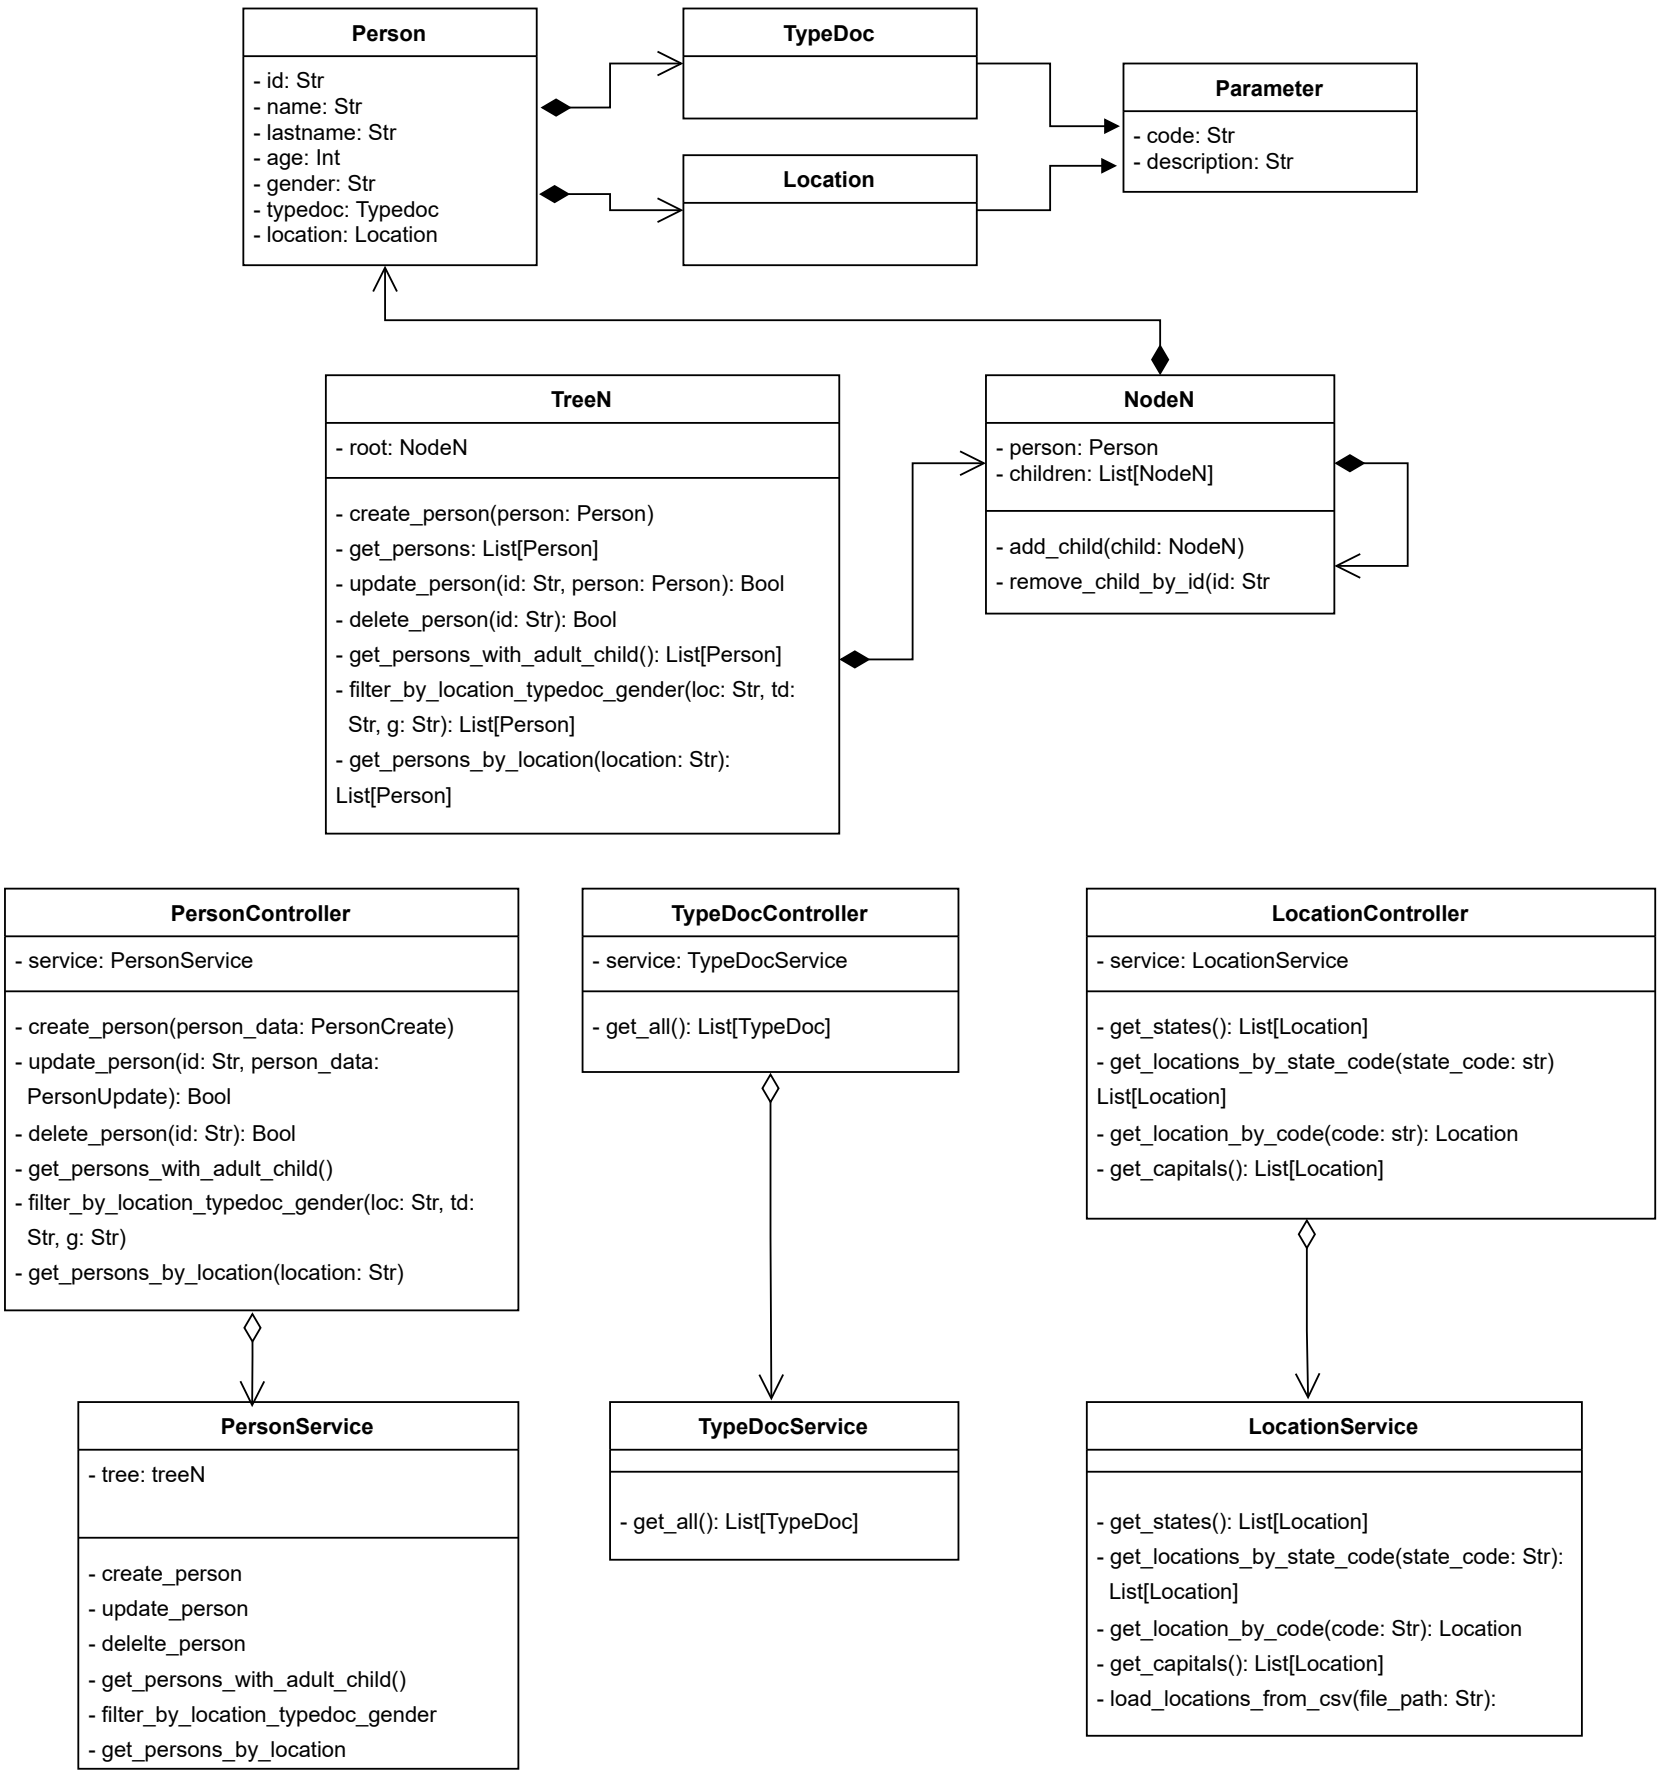 Person
- id: Str
- name: Str
- lastname: Str
- age: Int
- gender: Str
- typedoc: Typedoc
- location: Location
TypeDoc
Location
Parameter
- code: Str
- description: Str
TreeN
- root: NodeN
- create_person(person: Person)
- get_persons: List[Person]
- update_person(id: Str, person: Person): Bool
- delete_person(id: Str): Bool
- get_persons_with_adult_child(): List[Person]
- filter_by_location_typedoc_gender(loc: Str, td:
Str, g: Str): List[Person]
- get_persons_by_location(location: Str):
List[Person]
NodeN
- person: Person
- children: List[NodeN]
- add_child(child: NodeN)
- remove_child_by_id(id: Str
PersonController
- service: PersonService
- create_person(person_data: PersonCreate)
- update_person(id: Str, person_data:
PersonUpdate): Bool
- delete_person(id: Str): Bool
- get_persons_with_adult_child()
- filter_by_location_typedoc_gender(loc: Str, td:
Str, g: Str)
- get_persons_by_location(location: Str)
TypeDocController
- service: TypeDocService
- get_all(): List[TypeDoc]
LocationController
- service: LocationService
- get_states(): List[Location]
- get_locations_by_state_code(state_code: str)
List[Location]
- get_location_by_code(code: str): Location
- get_capitals(): List[Location]
PersonService
- tree: treeN
- create_person
- update_person
- delelte_person
- get_persons_with_adult_child()
- filter_by_location_typedoc_gender
- get_persons_by_location
TypeDocService
- get_all(): List[TypeDoc]
LocationService
- get_states(): List[Location]
- get_locations_by_state_code(state_code: Str):
List[Location]
- get_location_by_code(code: Str): Location
- get_capitals(): List[Location]
- load_locations_from_csv(file_path: Str):